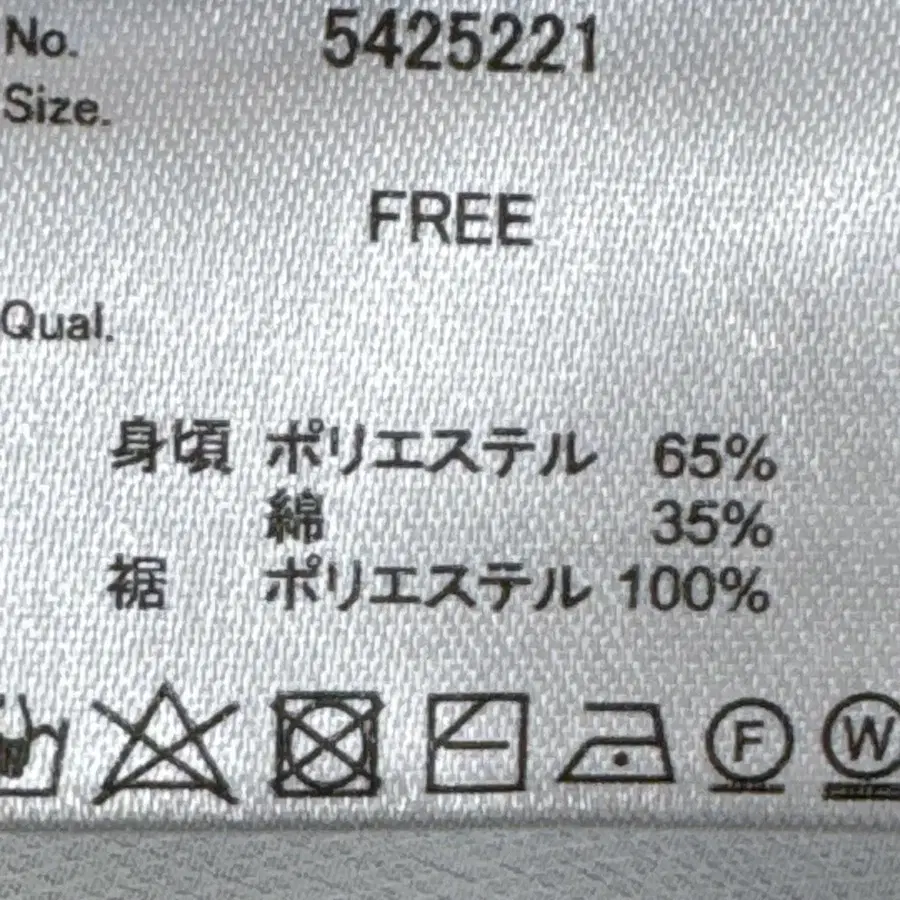 No. 5425221
Size.
FREE
Qual.
身頃 ポリエステル 65%
綿 35%
裾 ポリエステル 100%
F W